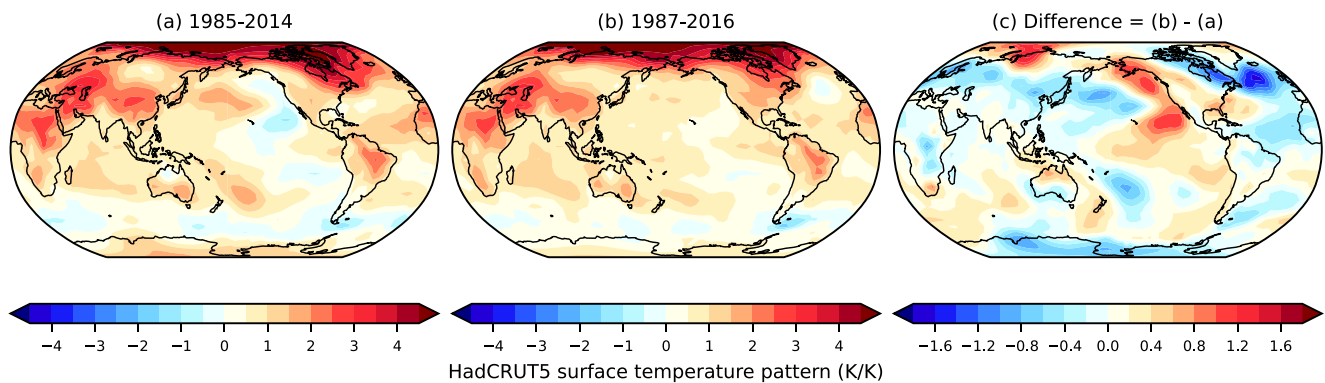 (a) 1985-2014
(b) 1987-2016
(c) Difference = (b) - (a)
−4 −3 −2 −1 0 1 2 3 4
−4 −3 −2 −1 0 1 2 3 4
−1.6 −1.2 −0.8 −0.4 0.0 0.4 0.8 1.2 1.6
HadCRUT5 surface temperature pattern (K/K)